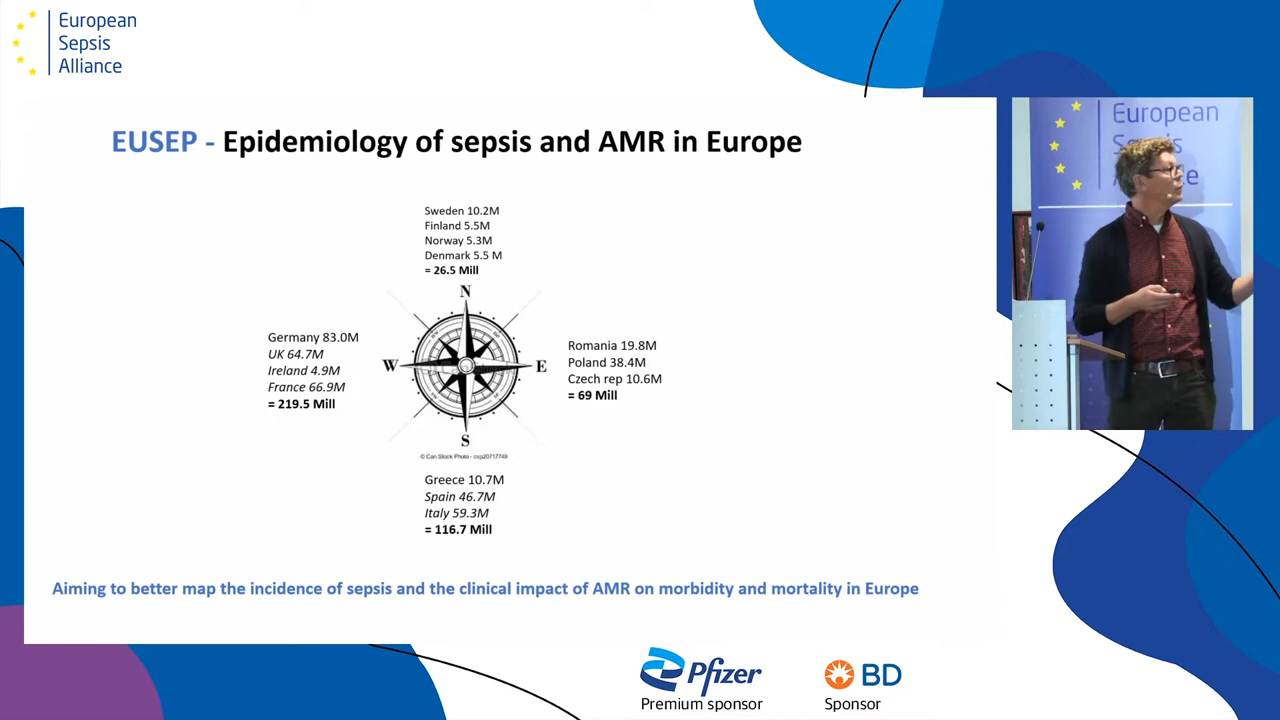 European
Sepsis
Alliance
EUSEP - Epidemiology of sepsis and AMR in Europe
Sweden 10.2M
Finland 5.5M
Norway 5.3M
Denmark 5.5 M
= 26.5 Mill
N
Germany 83.0M
UK 64.7M
Ireland 4.9M
France 66.9M
= 219.5 Mill
W
E
Romania 19.8M
Poland 38.4M
Czech rep 10.6M
= 69 Mill
S
© Can Stock Photo - csp20717749
Greece 10.7M
Spain 46.7M
Italy 59.3M
= 116.7 Mill
Aiming to better map the incidence of sepsis and the clinical impact of AMR on morbidity and mortality in Europe
European
Pfizer
Premium sponsor
BD
Sponsor